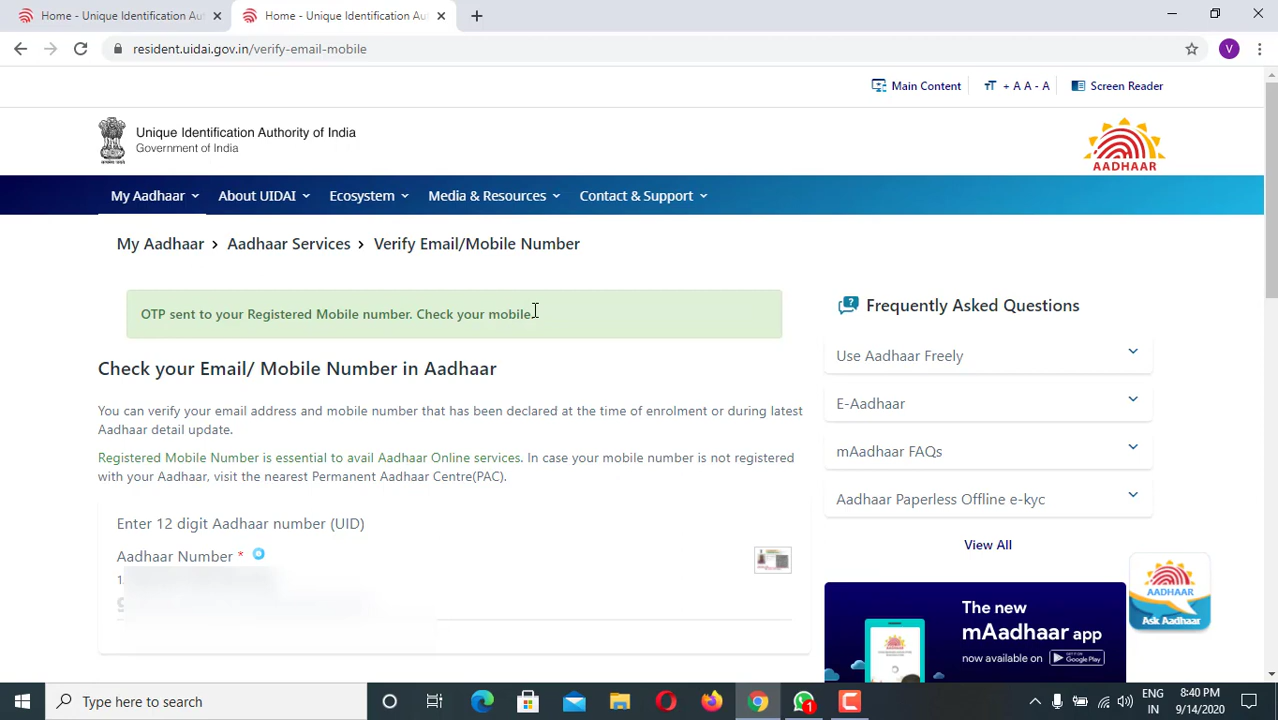 Home - Unique Identification Aut
Home - Unique Identification Aut
resident.uidai.gov.in/verify-email-mobile
V
Main Content
+ A A - A
Screen Reader
Unique Identification Authority of India
Government of India
AADHAAR
My Aadhaar
About UIDAI
Ecosystem
Media & Resources
Contact & Support
My Aadhaar > Aadhaar Services > Verify Email/Mobile Number
OTP sent to your Registered Mobile number. Check your mobile.
Check your Email/ Mobile Number in Aadhaar
You can verify your email address and mobile number that has been declared at the time of enrolment or during latest
Aadhaar detail update.
Registered Mobile Number is essential to avail Aadhaar Online services. In case your mobile number is not registered
with your Aadhaar, visit the nearest Permanent Aadhaar Centre(PAC).
Enter 12 digit Aadhaar number (UID)
Aadhaar Number *
Frequently Asked Questions
Use Aadhaar Freely
E-Aadhaar
mAadhaar FAQs
Aadhaar Paperless Offline e-kyc
View All
The new
mAadhaar app
now available on
Google Play
AADHAAR
Ask Aadhaar
Type here to search
1
ENG
IN
8:40 PM
9/14/2020